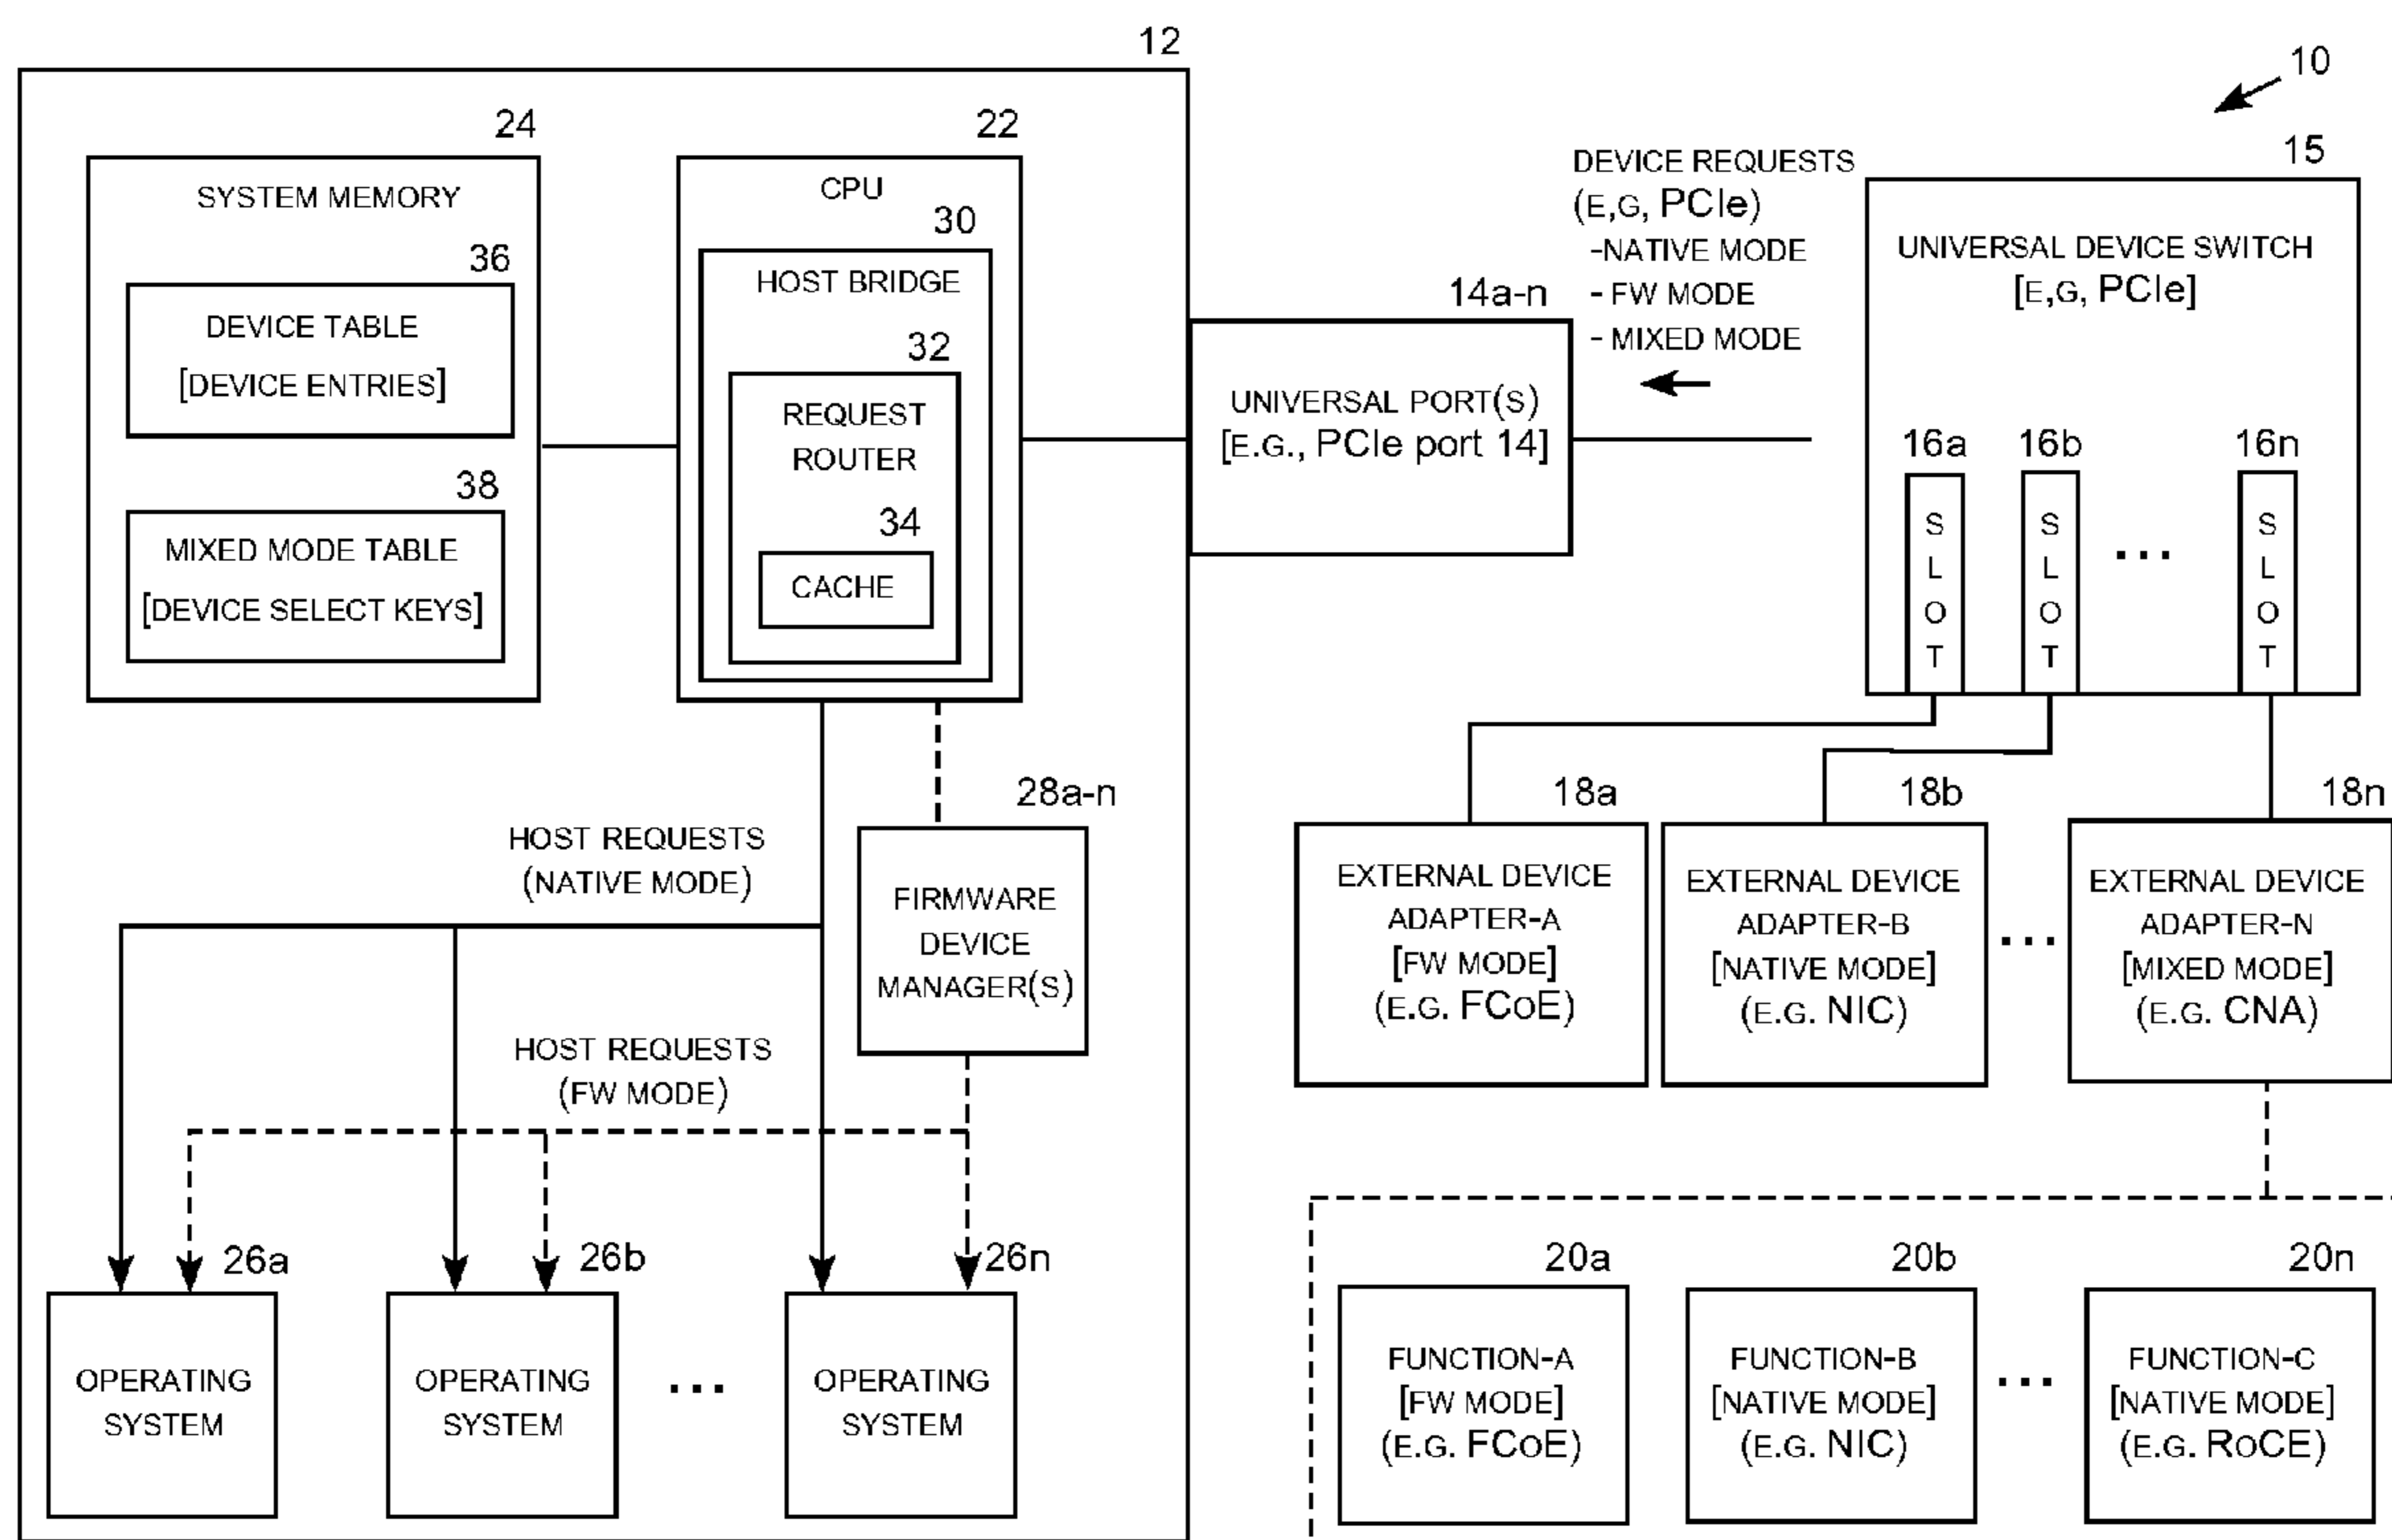 12
10
24
SYSTEM MEMORY
36
DEVICE TABLE
[DEVICE ENTRIES]
38
MIXED MODE TABLE
[DEVICE SELECT KEYS]
22
CPU
30
HOST BRIDGE
32
REQUEST
ROUTER
34
CACHE
14a-n
UNIVERSAL PORT(S)
[E.G., PCIe port 14]
DEVICE REQUESTS
(E,G, PCIe)
-NATIVE MODE
- FW MODE
- MIXED MODE
15
UNIVERSAL DEVICE SWITCH
[E,G, PCIe]
16a
SLOT
16b
SLOT
...
16n
SLOT
HOST REQUESTS
(NATIVE MODE)
28a-n
FIRMWARE
DEVICE
MANAGER(S)
HOST REQUESTS
(FW MODE)
18a
EXTERNAL DEVICE
ADAPTER-A
[FW MODE]
(E.G. FCOE)
18b
EXTERNAL DEVICE
ADAPTER-B
[NATIVE MODE]
(E.G. NIC)
...
18n
EXTERNAL DEVICE
ADAPTER-N
[MIXED MODE]
(E.G. CNA)
26a
OPERATING
SYSTEM
26b
OPERATING
SYSTEM
...
26n
OPERATING
SYSTEM
20a
FUNCTION-A
[FW MODE]
(E.G. FCOE)
20b
FUNCTION-B
[NATIVE MODE]
(E.G. NIC)
...
20n
FUNCTION-C
[NATIVE MODE]
(E.G. ROCE)